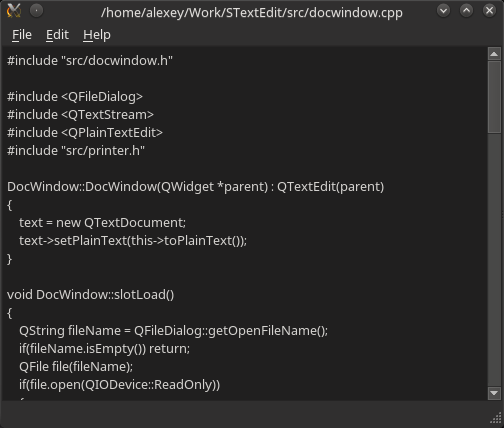 /home/alexey/Work/STextEdit/src/docwindow.cpp
File Edit Help
#include "src/docwindow.h"

#include <QFileDialog>
#include <QTextStream>
#include <QPlainTextEdit>
#include "src/printer.h"

DocWindow::DocWindow(QWidget *parent) : QTextEdit(parent)
{
    text = new QTextDocument;
    text->setPlainText(this->toPlainText());
}

void DocWindow::slotLoad()
{
    QString fileName = QFileDialog::getOpenFileName();
    if(fileName.isEmpty()) return;
    QFile file(fileName);
    if(file.open(QIODevice::ReadOnly))
    {